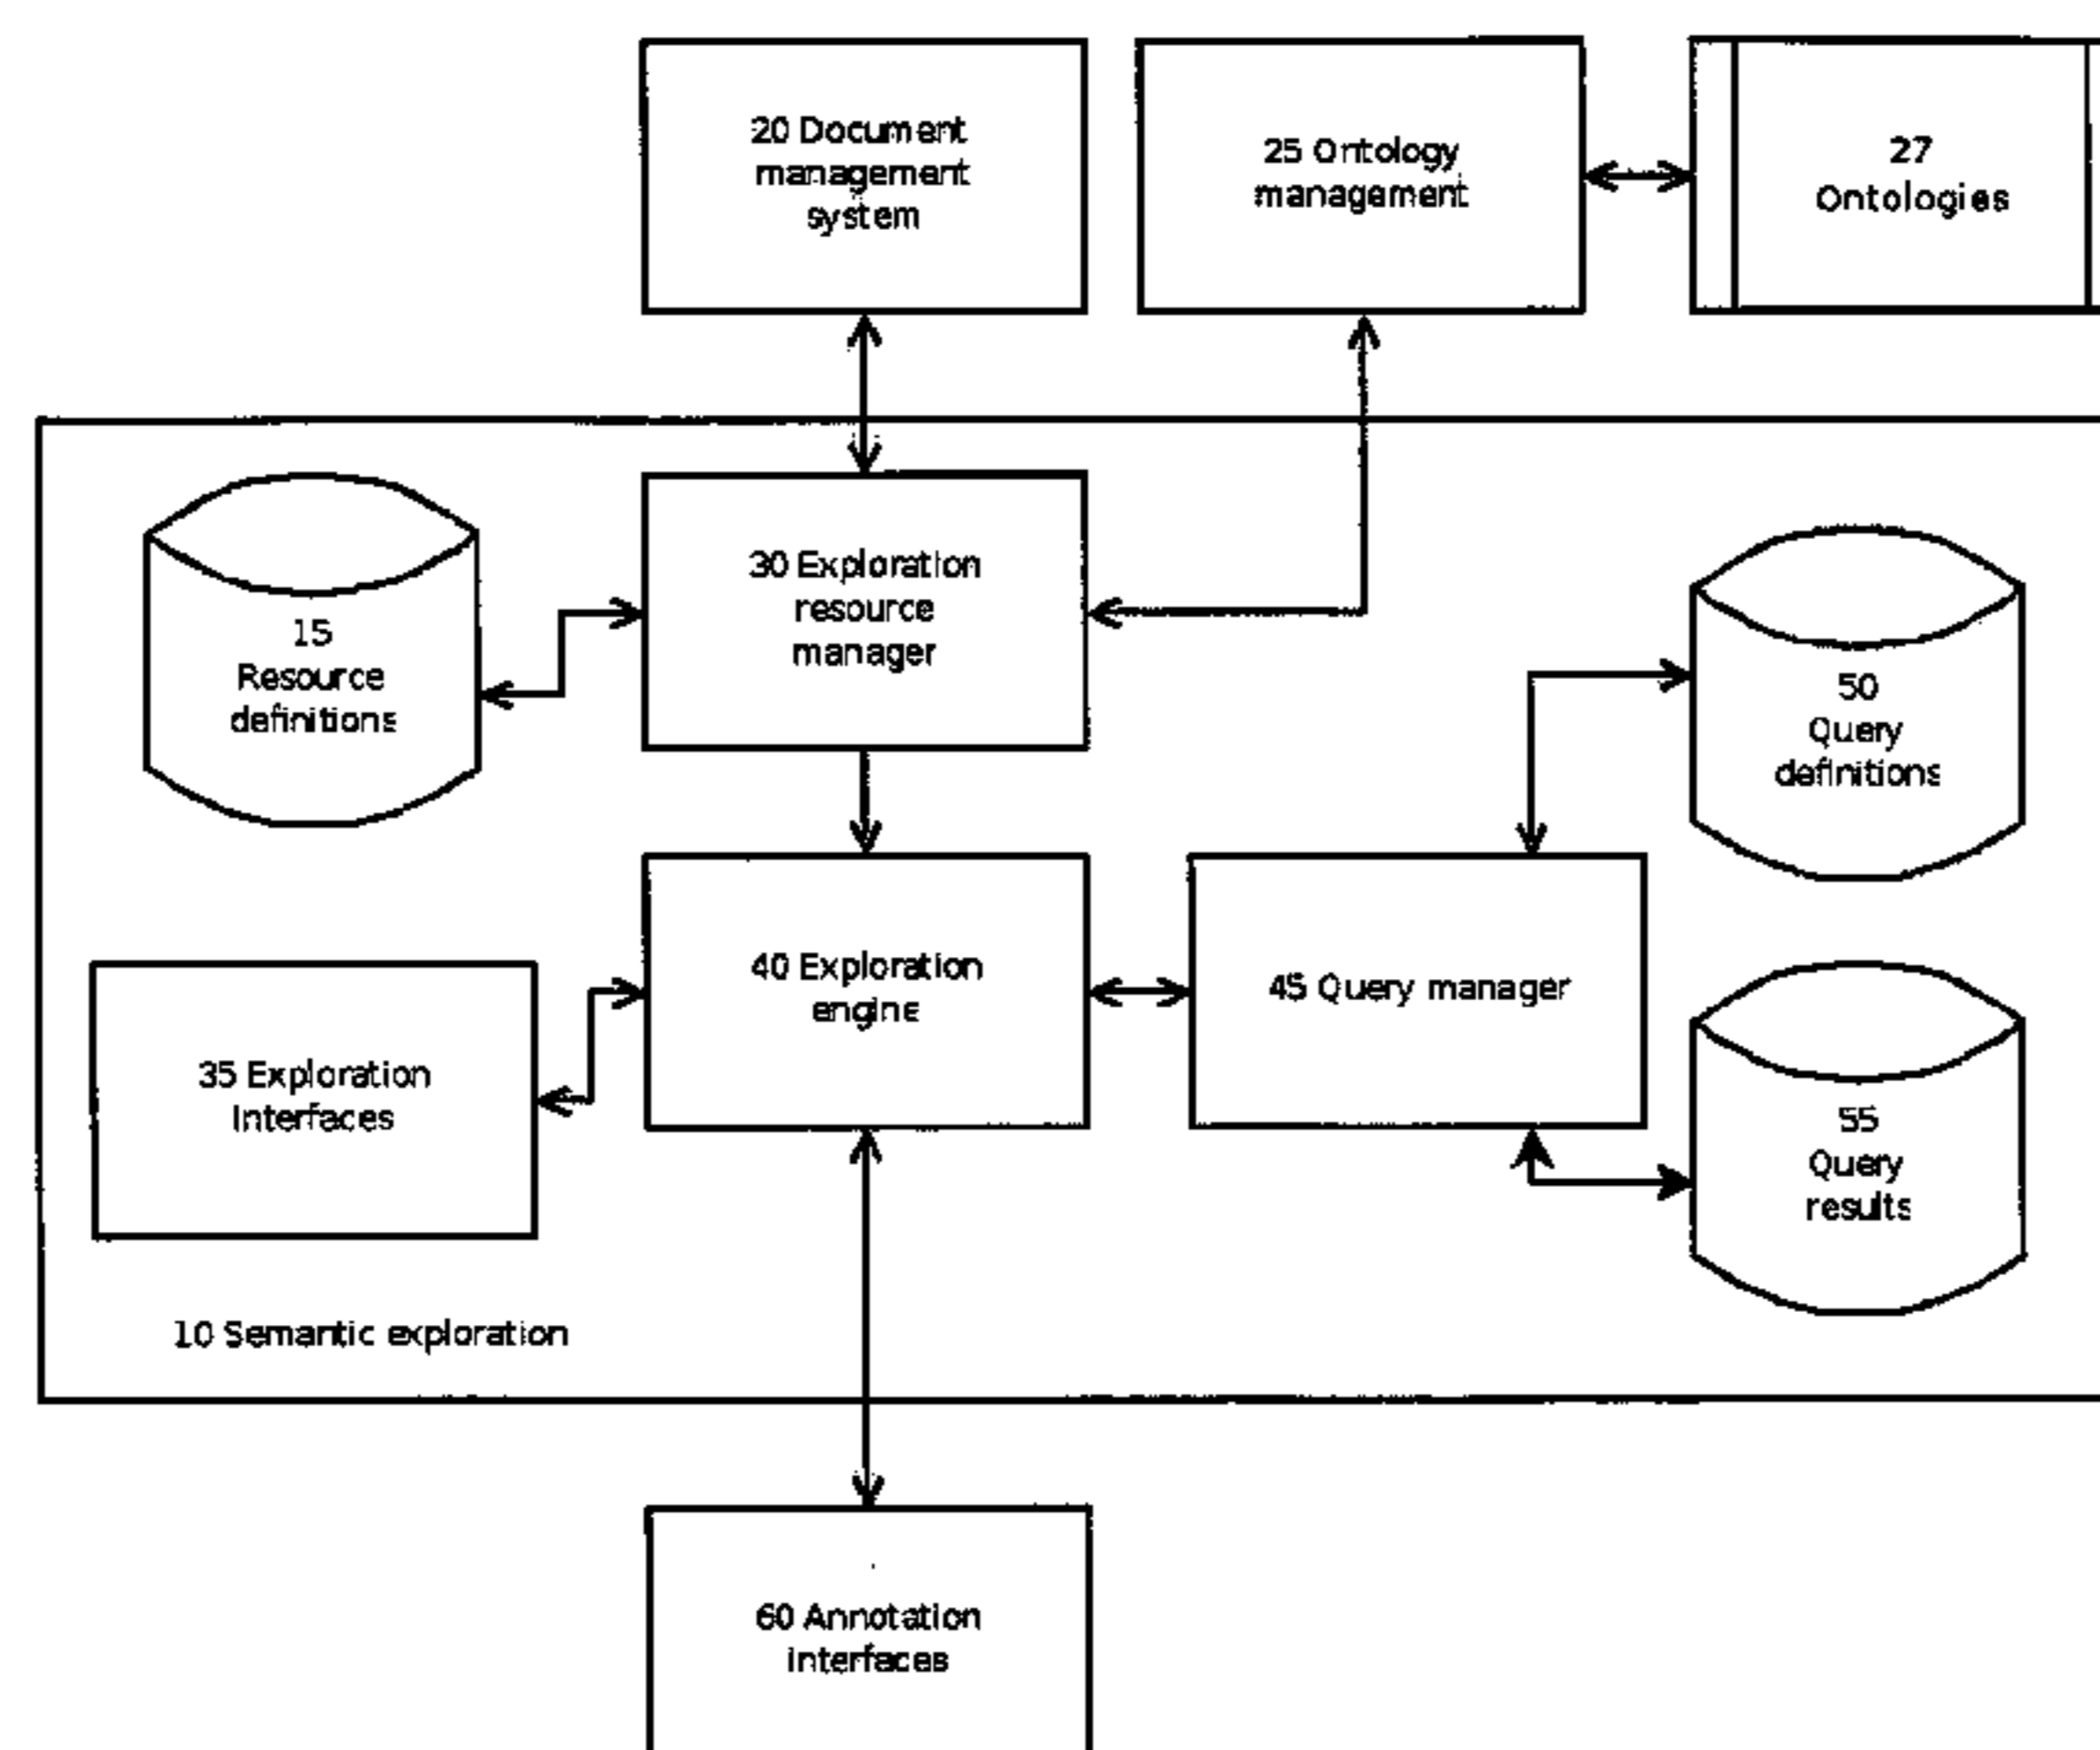 20 Document
management
system
25 Ontology
management
27
Ontologies
15
Resource
definitions
30 Exploration
resource
manager
50
Query
definitions
35 Exploration
Interfaces
40 Exploration
engine
45 Query manager
55
Query
results
10 Semantic exploration
60 Annotation
interfaces